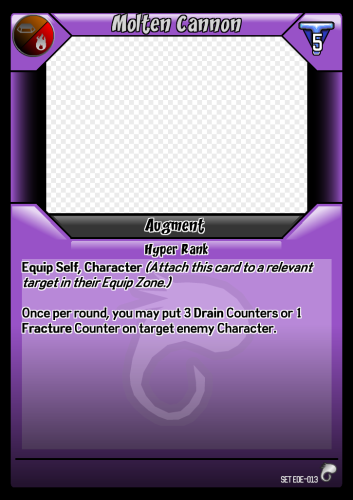 Molten Cannon
5
Augment
Hyper Rank
Equip Self, Character (Attach this card to a relevant
target in their Equip Zone.)
Once per round, you may put 3 Drain Counters or 1
Fracture Counter on target enemy Character.
SET EDE-013